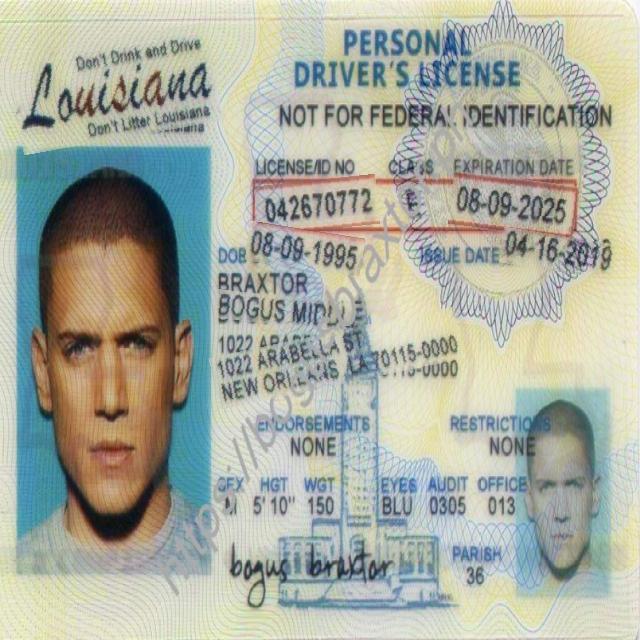 Don't Drink and Drive
Louisiana
Don't Litter Louisiana
PERSONAL
DRIVER'S LICENSE
NOT FOR FEDERAL IDENTIFICATION
LICENSE/ID NO CLASS EXPIRATION DATE
042670772 E 08-09-2025
DOB 08-09-1995 ISSUE DATE 04-16-2019
BRAXTOR
BOGUS MIDDLE
1022
1022 ARABELLA ST
NEW ORLEANS LA 70115-0000
ENDORSEMENTS RESTRICTIONS
NONE NONE
SEX HGT WGT EYES AUDIT OFFICE
M 5'10" 150 BLU 0305 013
bogus braxtor
PARISH
36